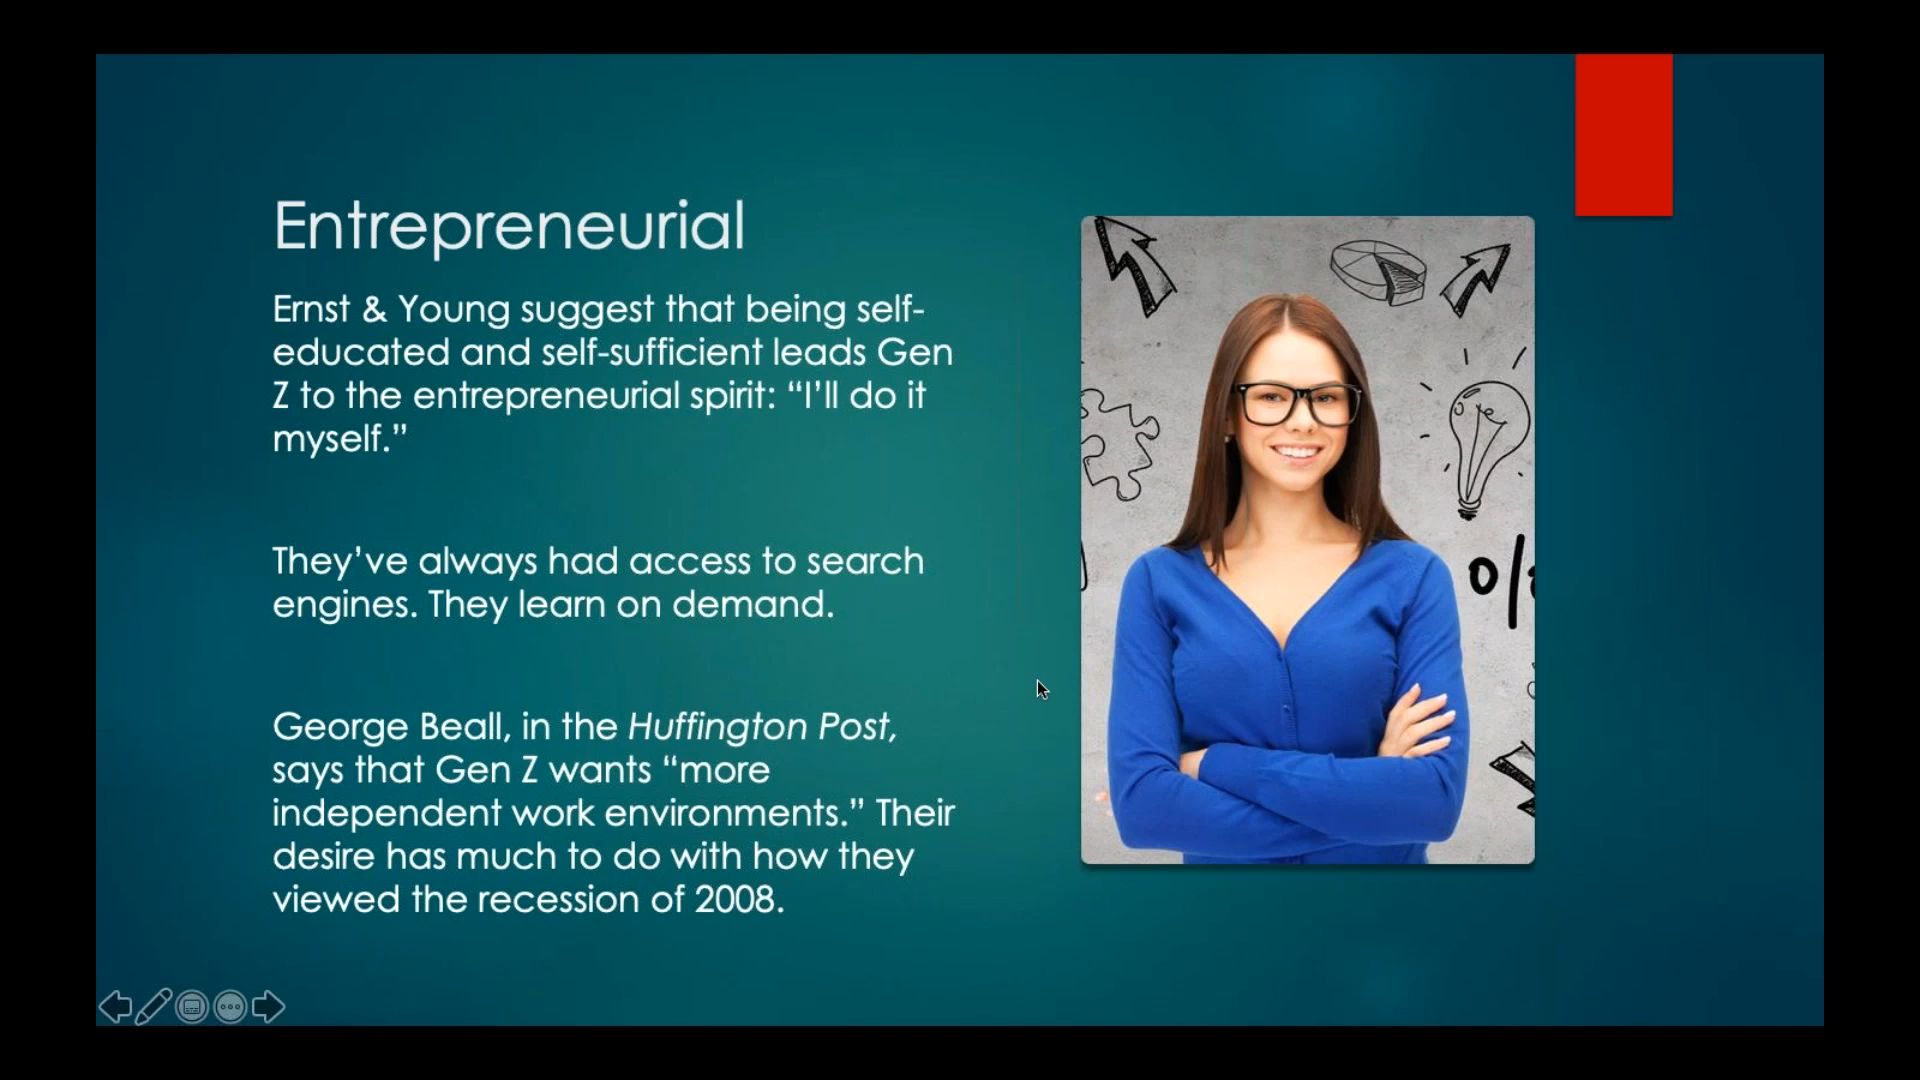 Entrepreneurial
Ernst & Young suggest that being self-
educated and self-sufficient leads Gen
Z to the entrepreneurial spirit: “I’ll do it
myself.”
They’ve always had access to search
engines. They learn on demand.
George Beall, in the Huffington Post,
says that Gen Z wants “more
independent work environments.” Their
desire has much to do with how they
viewed the recession of 2008.